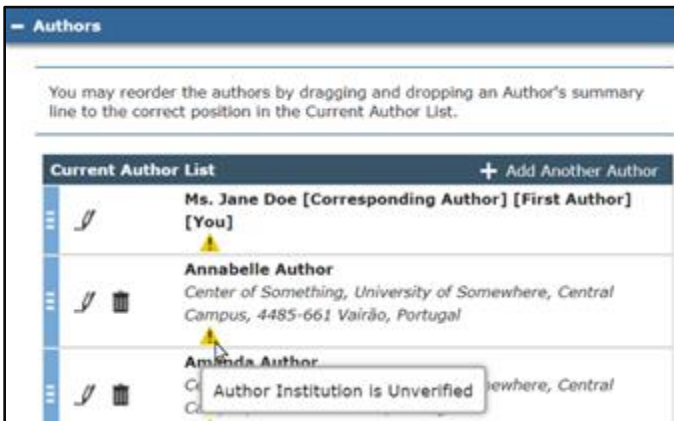 Authors
You may reorder the authors by dragging and dropping an Author's summary
line to the correct position in the Current Author List.
Current Author List + Add Another Author
Ms. Jane Doe [Corresponding Author] [First Author]
[You]
Annabelle Author
Center of Something, University of Somewhere, Central
Campus, 4485-661 Vairão, Portugal
Amanda Author
Author Institution is Unverified
ewhere, Central